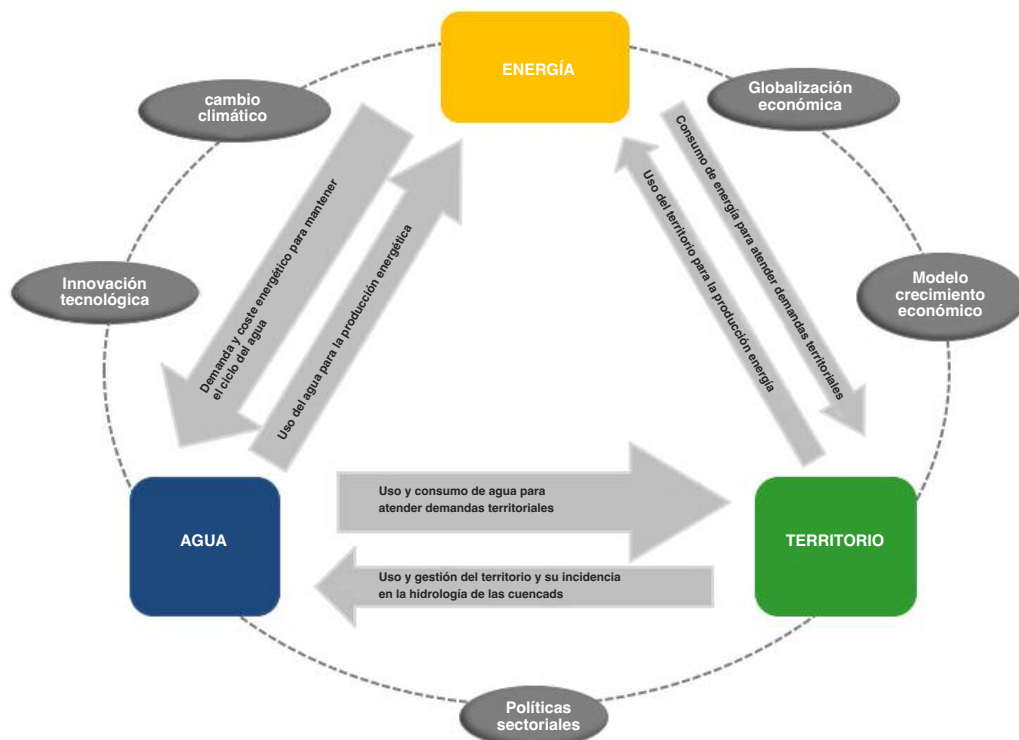 ENERGÍA
cambio
climático
Globalización
económica
Innovación
tecnológica
Modelo
crecimiento
económico
Demanda y coste energético para mantener
el ciclo del agua
Uso del agua para la producción energética
Uso del territorio para la producción energía
Consumo de energía para atender demandas territoriales
AGUA
Uso y consumo de agua para
atender demandas territoriales
TERRITORIO
Uso y gestión del territorio y su incidencia
en la hidrología de las cuencads
Políticas
sectoriales